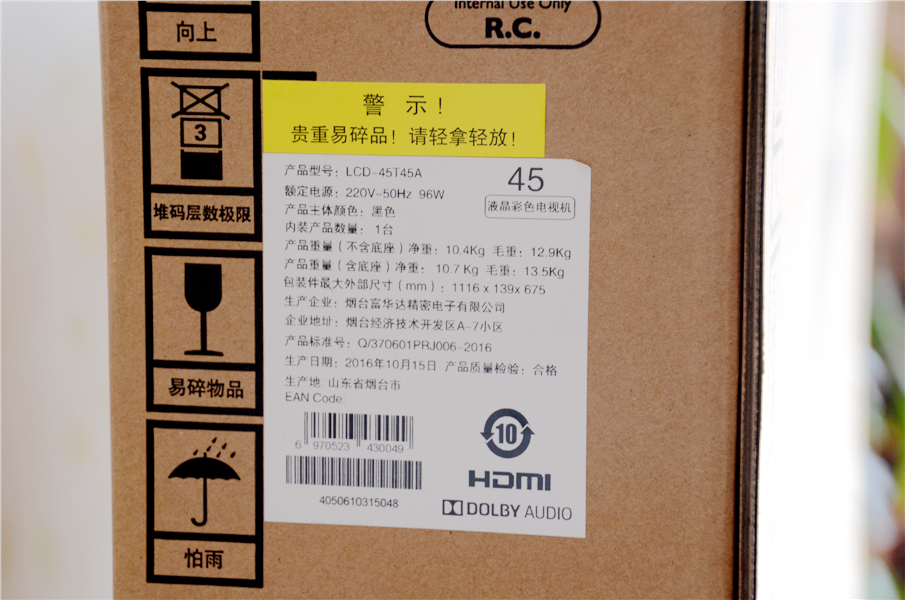 Internal Use Only
R.C.
向上
3
堆码层数极限
易碎物品
怕雨
警 示！
贵重易碎品！请轻拿轻放！
产品型号：LCD-45T45A
45
液晶彩色电视机
额定电源：220V-50Hz 96W
产品主体颜色：黑色
内装产品数量：1台
产品重量（不含底座）净重：10.4Kg 毛重：12.9Kg
产品重量（含底座）净重：10.7 Kg 毛重：13.5Kg
包装件最大外部尺寸（mm）：1116 x 139x 675
生产企业：烟台富华达精密电子有限公司
企业地址：烟台经济技术开发区A-7小区
产品标准号：Q/370601PRJ006-2016
生产日期：2016年10月15日 产品质量检验：合格
生产地: 山东省烟台市
EAN Code:
6 970523 430049
4050610315048
10
HDMI
DOLBY AUDIO